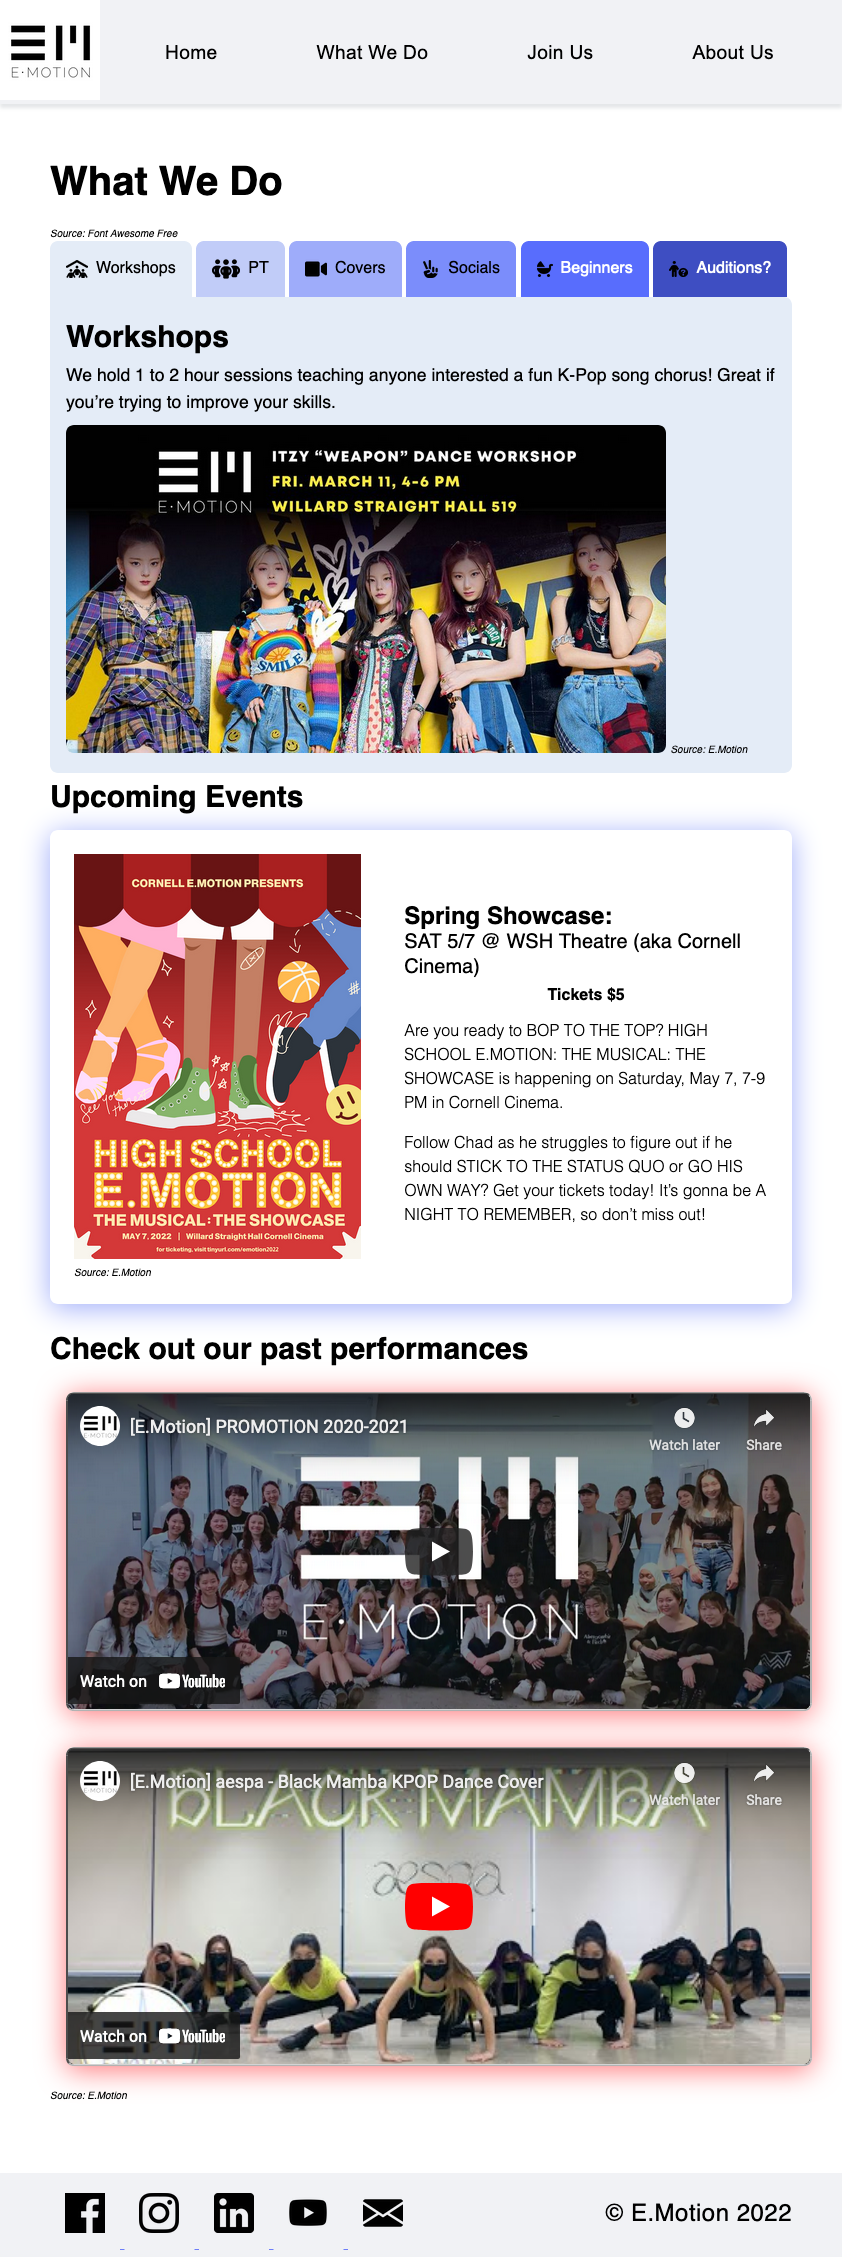 E·MOTION
Home
What We Do
Join Us
About Us
What We Do
Source: Font Awesome Free
Workshops
PT
Covers
Socials
Beginners
Auditions?
Workshops
We hold 1 to 2 hour sessions teaching anyone interested a fun K-Pop song chorus! Great if
you're trying to improve your skills.
E·MOTION
ITZY "WEAPON" DANCE WORKSHOP
FRI. MARCH 11, 4-6 PM
WILLARD STRAIGHT HALL 519
SMILE
Source: E.Motion
Upcoming Events
CORNELL E.MOTION PRESENTS
See you there!
HIGH SCHOOL
E.MOTION
THE MUSICAL: THE SHOWCASE
MAY 7, 2022 | Willard Straight Hall Cornell Cinema
for ticketing, visit tinyurl.com/emotion2022
Source: E.Motion
Spring Showcase:
SAT 5/7 @ WSH Theatre (aka Cornell
Cinema)
Tickets $5
Are you ready to BOP TO THE TOP? HIGH
SCHOOL E.MOTION: THE MUSICAL: THE
SHOWCASE is happening on Saturday, May 7, 7-9
PM in Cornell Cinema.
Follow Chad as he struggles to figure out if he
should STICK TO THE STATUS QUO or GO HIS
OWN WAY? Get your tickets today! It's gonna be A
NIGHT TO REMEMBER, so don't miss out!
Check out our past performances
E·MOTION
[E.Motion] PROMOTION 2020-2021
Watch later
Share
E·MOTION
Watch on YouTube
E·MOTION
[E.Motion] aespa - Black Mamba KPOP Dance Cover
Watch later
Share
BLACK MAMBA
aespa
Watch on YouTube
Source: E.Motion
© E.Motion 2022